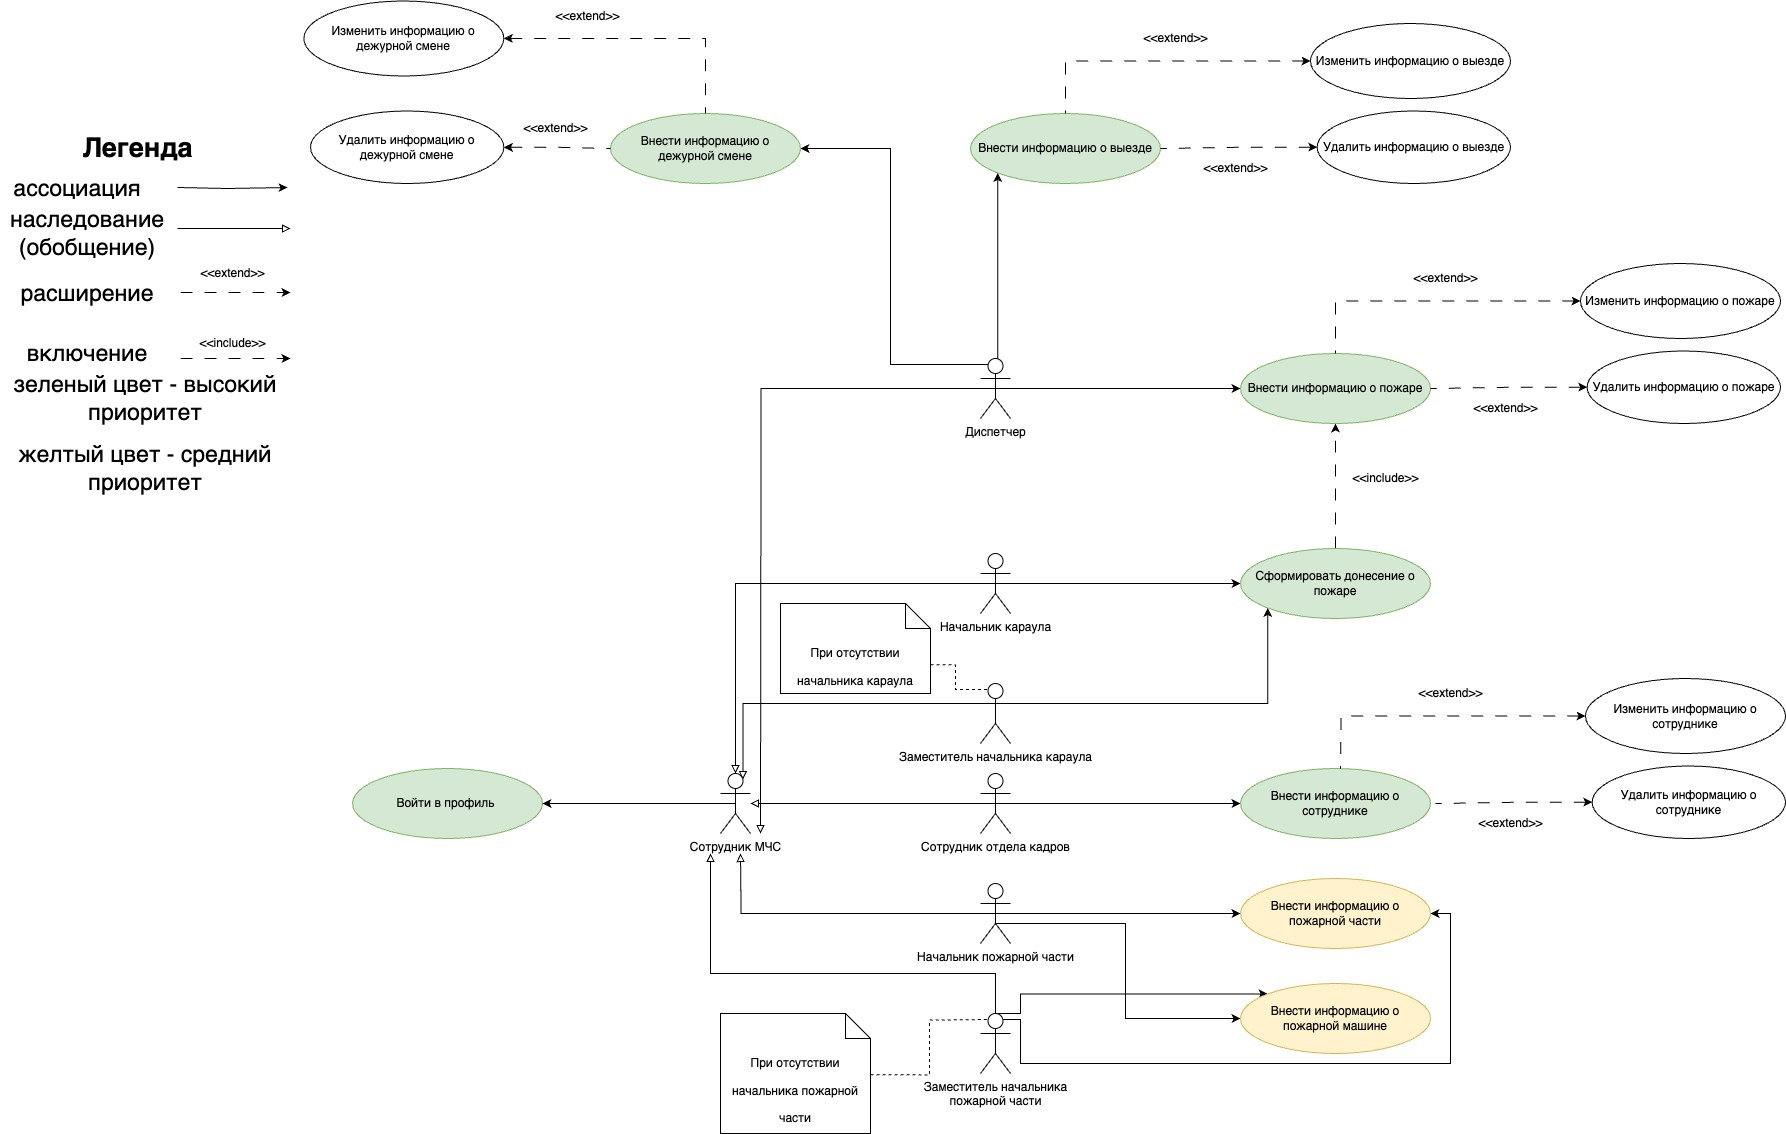 Изменить информацию о
дежурной смене
<<extend>>
<<extend>>
Изменить информацию о выезде
Удалить информацию о
дежурной смене
<<extend>>
Внести информацию о
дежурной смене
Внести информацию о выезде
<<extend>>
Удалить информацию о выезде
Легенда
ассоциация
наследование
(обобщение)
<<extend>>
расширение
<<include>>
включение
зеленый цвет - высокий
приоритет
желтый цвет - средний
приоритет
<<extend>>
Изменить информацию о пожаре
Внести информацию о пожаре
<<extend>>
Удалить информацию о пожаре
Диспетчер
<<include>>
Сформировать донесение о
пожаре
Начальник караула
При отсутствии
начальника караула
Заместитель начальника караула
<<extend>>
Изменить информацию о
сотруднике
Войти в профиль
Сотрудник МЧС
Сотрудник отдела кадров
Внести информацию о
сотруднике
<<extend>>
Удалить информацию о
сотруднике
Начальник пожарной части
Внести информацию о
пожарной части
Внести информацию о
пожарной машине
При отсутствии
начальника пожарной
части
Заместитель начальника
пожарной части